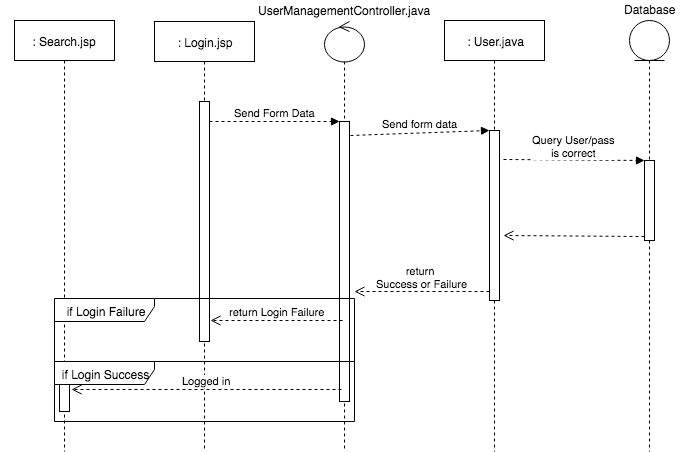 UserManagementController.java
Database
: Search.jsp
: Login.jsp
: User.java
Send Form Data
Send form data
Query User/pass
is correct
return
Success or Failure
if Login Failure
return Login Failure
if Login Success
Logged in